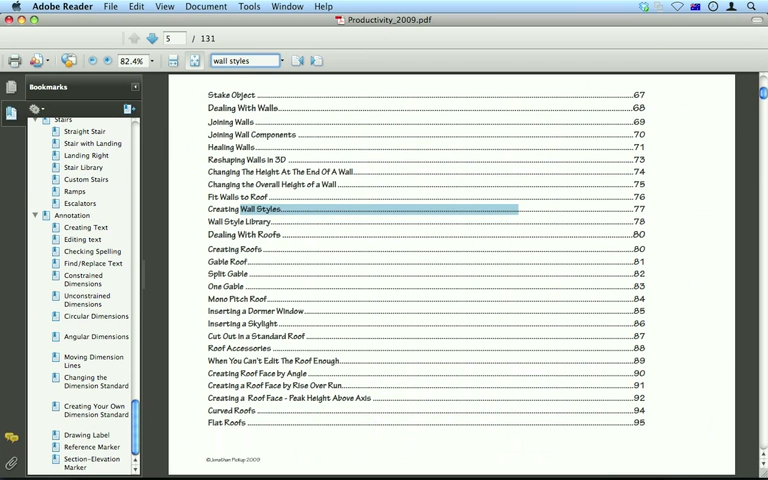 Adobe Reader File Edit View Document Tools Window Help
Productivity_2009.pdf
5 / 131 82.4% wall styles
Bookmarks
Stairs
Straight Stair
Stair with Landing
Landing Right
Stair Library
Custom Stairs
Ramps
Escalators
Annotation
Creating Text
Editing text
Checking Spelling
Find/Replace Text
Constrained
Dimensions
Unconstrained
Dimensions
Circular Dimensions
Angular Dimensions
Moving Dimension
Lines
Changing the
Dimension Standard
Creating Your Own
Dimension Standard
Drawing Label
Reference Marker
Section-Elevation
Marker
Stake Object 67
Dealing With Walls 68
Joining Walls 69
Joining Wall Components 70
Healing Walls 71
Reshaping Walls in 3D 73
Changing The Height At The End Of A Wall 74
Changing the Overall Height of a Wall 75
Fit Walls to Roof 76
Creating Wall Styles 77
Wall Style Library 78
Dealing With Roofs 80
Creating Roofs 80
Gable Roof 81
Split Gable 82
One Gable 83
Mono Pitch Roof 84
Inserting a Dormer Window 85
Inserting a Skylight 86
Cut Out in a Standard Roof 87
Roof Accessories 88
When You Can't Edit The Roof Enough 89
Creating Roof Face by Angle 90
Creating a Roof Face by Rise Over Run 91
Creating a Roof Face - Peak Height Above Axis 92
Curved Roofs 94
Flat Roofs 95
©Jonathan Pickup 2009